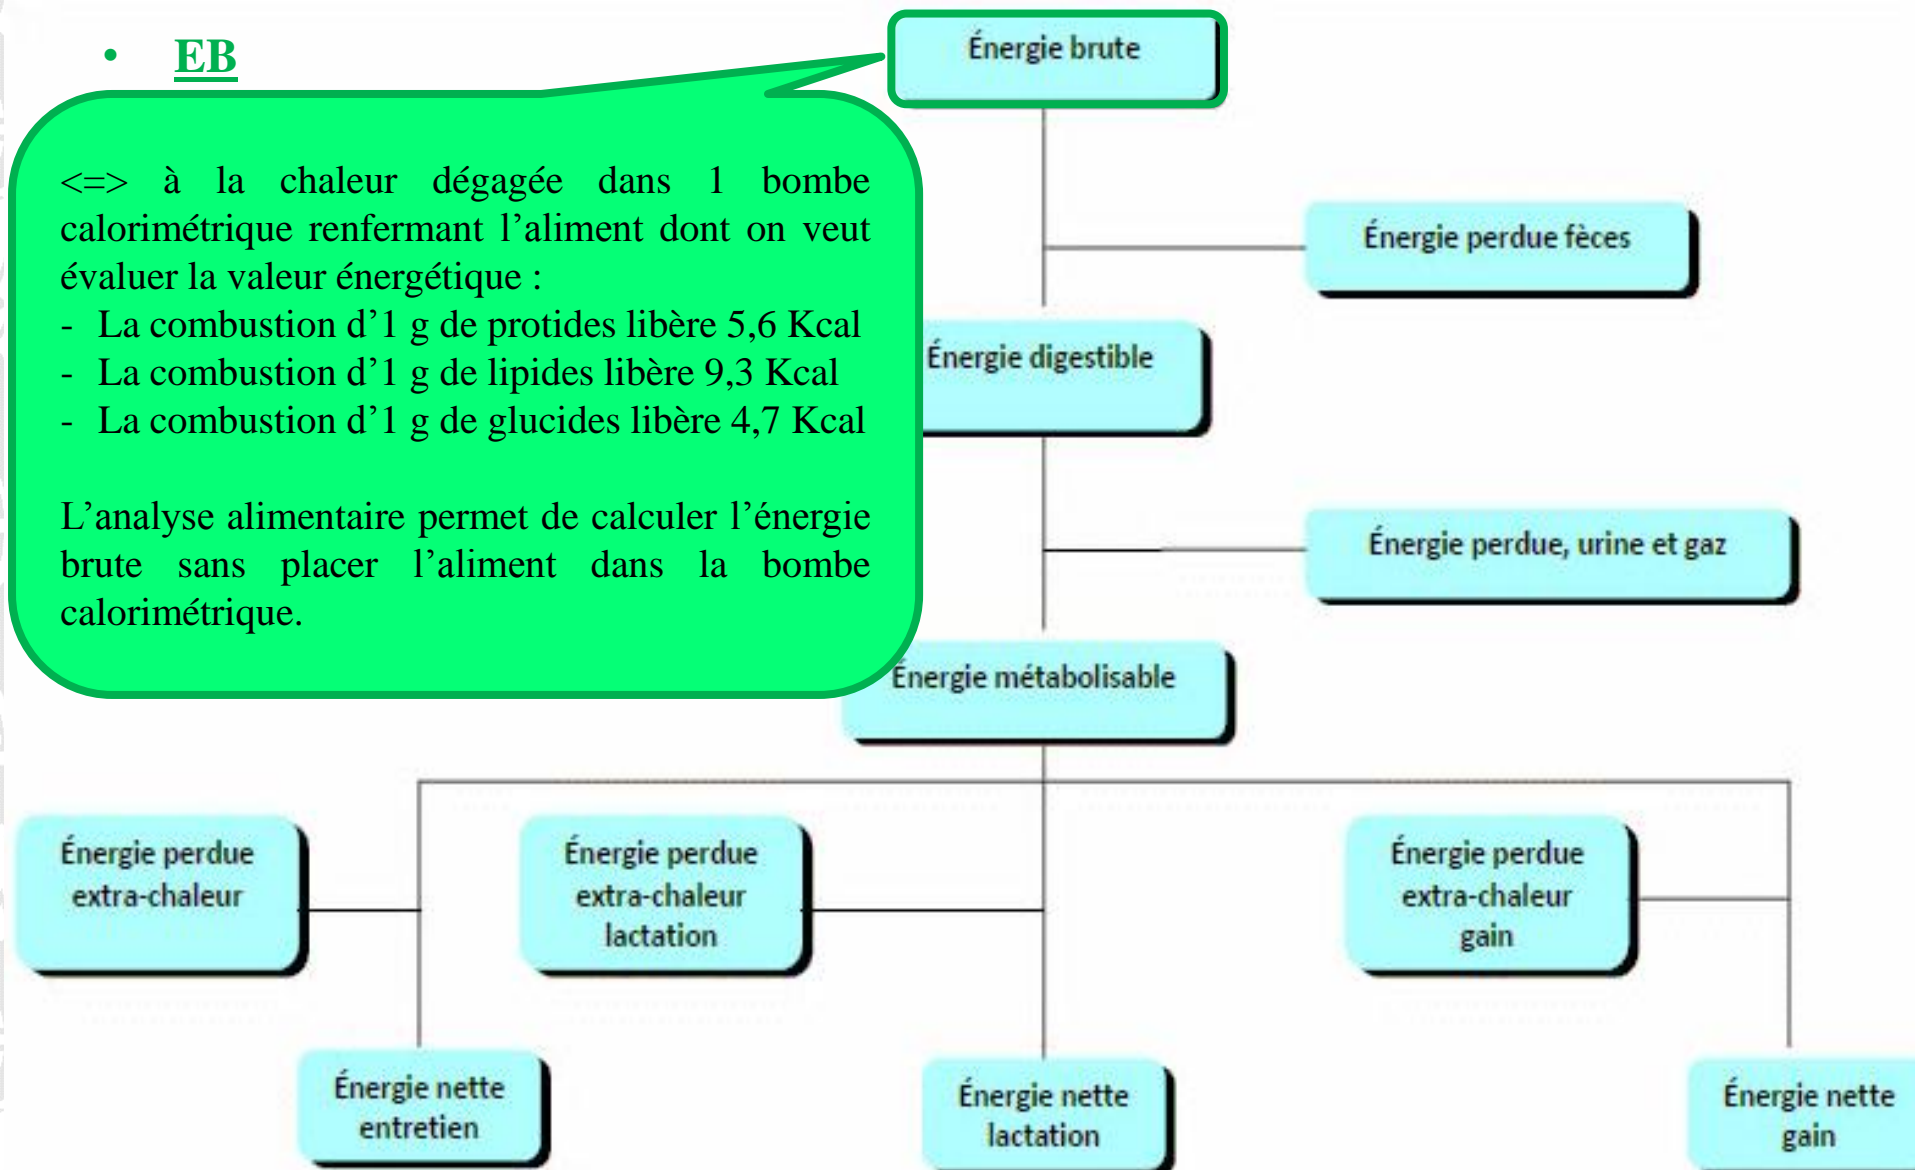 • EB
Énergie brute
<=> à la chaleur dégagée dans 1 bombe
calorimétrique renfermant l’aliment dont on veut
évaluer la valeur énergétique :
- La combustion d’1 g de protides libère 5,6 Kcal
- La combustion d’1 g de lipides libère 9,3 Kcal
- La combustion d’1 g de glucides libère 4,7 Kcal
L’analyse alimentaire permet de calculer l’énergie
brute sans placer l’aliment dans la bombe
calorimétrique.
Énergie perdue fèces
Énergie digestible
Énergie perdue, urine et gaz
Énergie métabolisable
Énergie perdue
extra-chaleur
Énergie perdue
extra-chaleur
lactation
Énergie perdue
extra-chaleur
gain
Énergie nette
entretien
Énergie nette
lactation
Énergie nette
gain